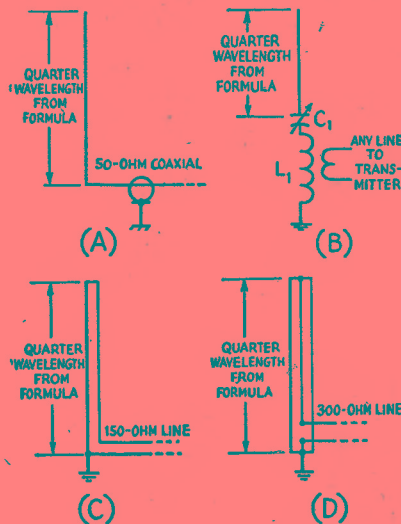 QUARTER
WAVELENGTH
FROM
FORMULA
50-OHM COAXIAL
(A)
QUARTER
WAVELENGTH
FROM
FORMULA
C1
L1
ANY LINE
TO
TRANS-
MITTER
(B)
QUARTER
WAVELENGTH
FROM
FORMULA
150-OHM LINE
(C)
QUARTER
WAVELENGTH
FROM
FORMULA
300-OHM LINE
(D)